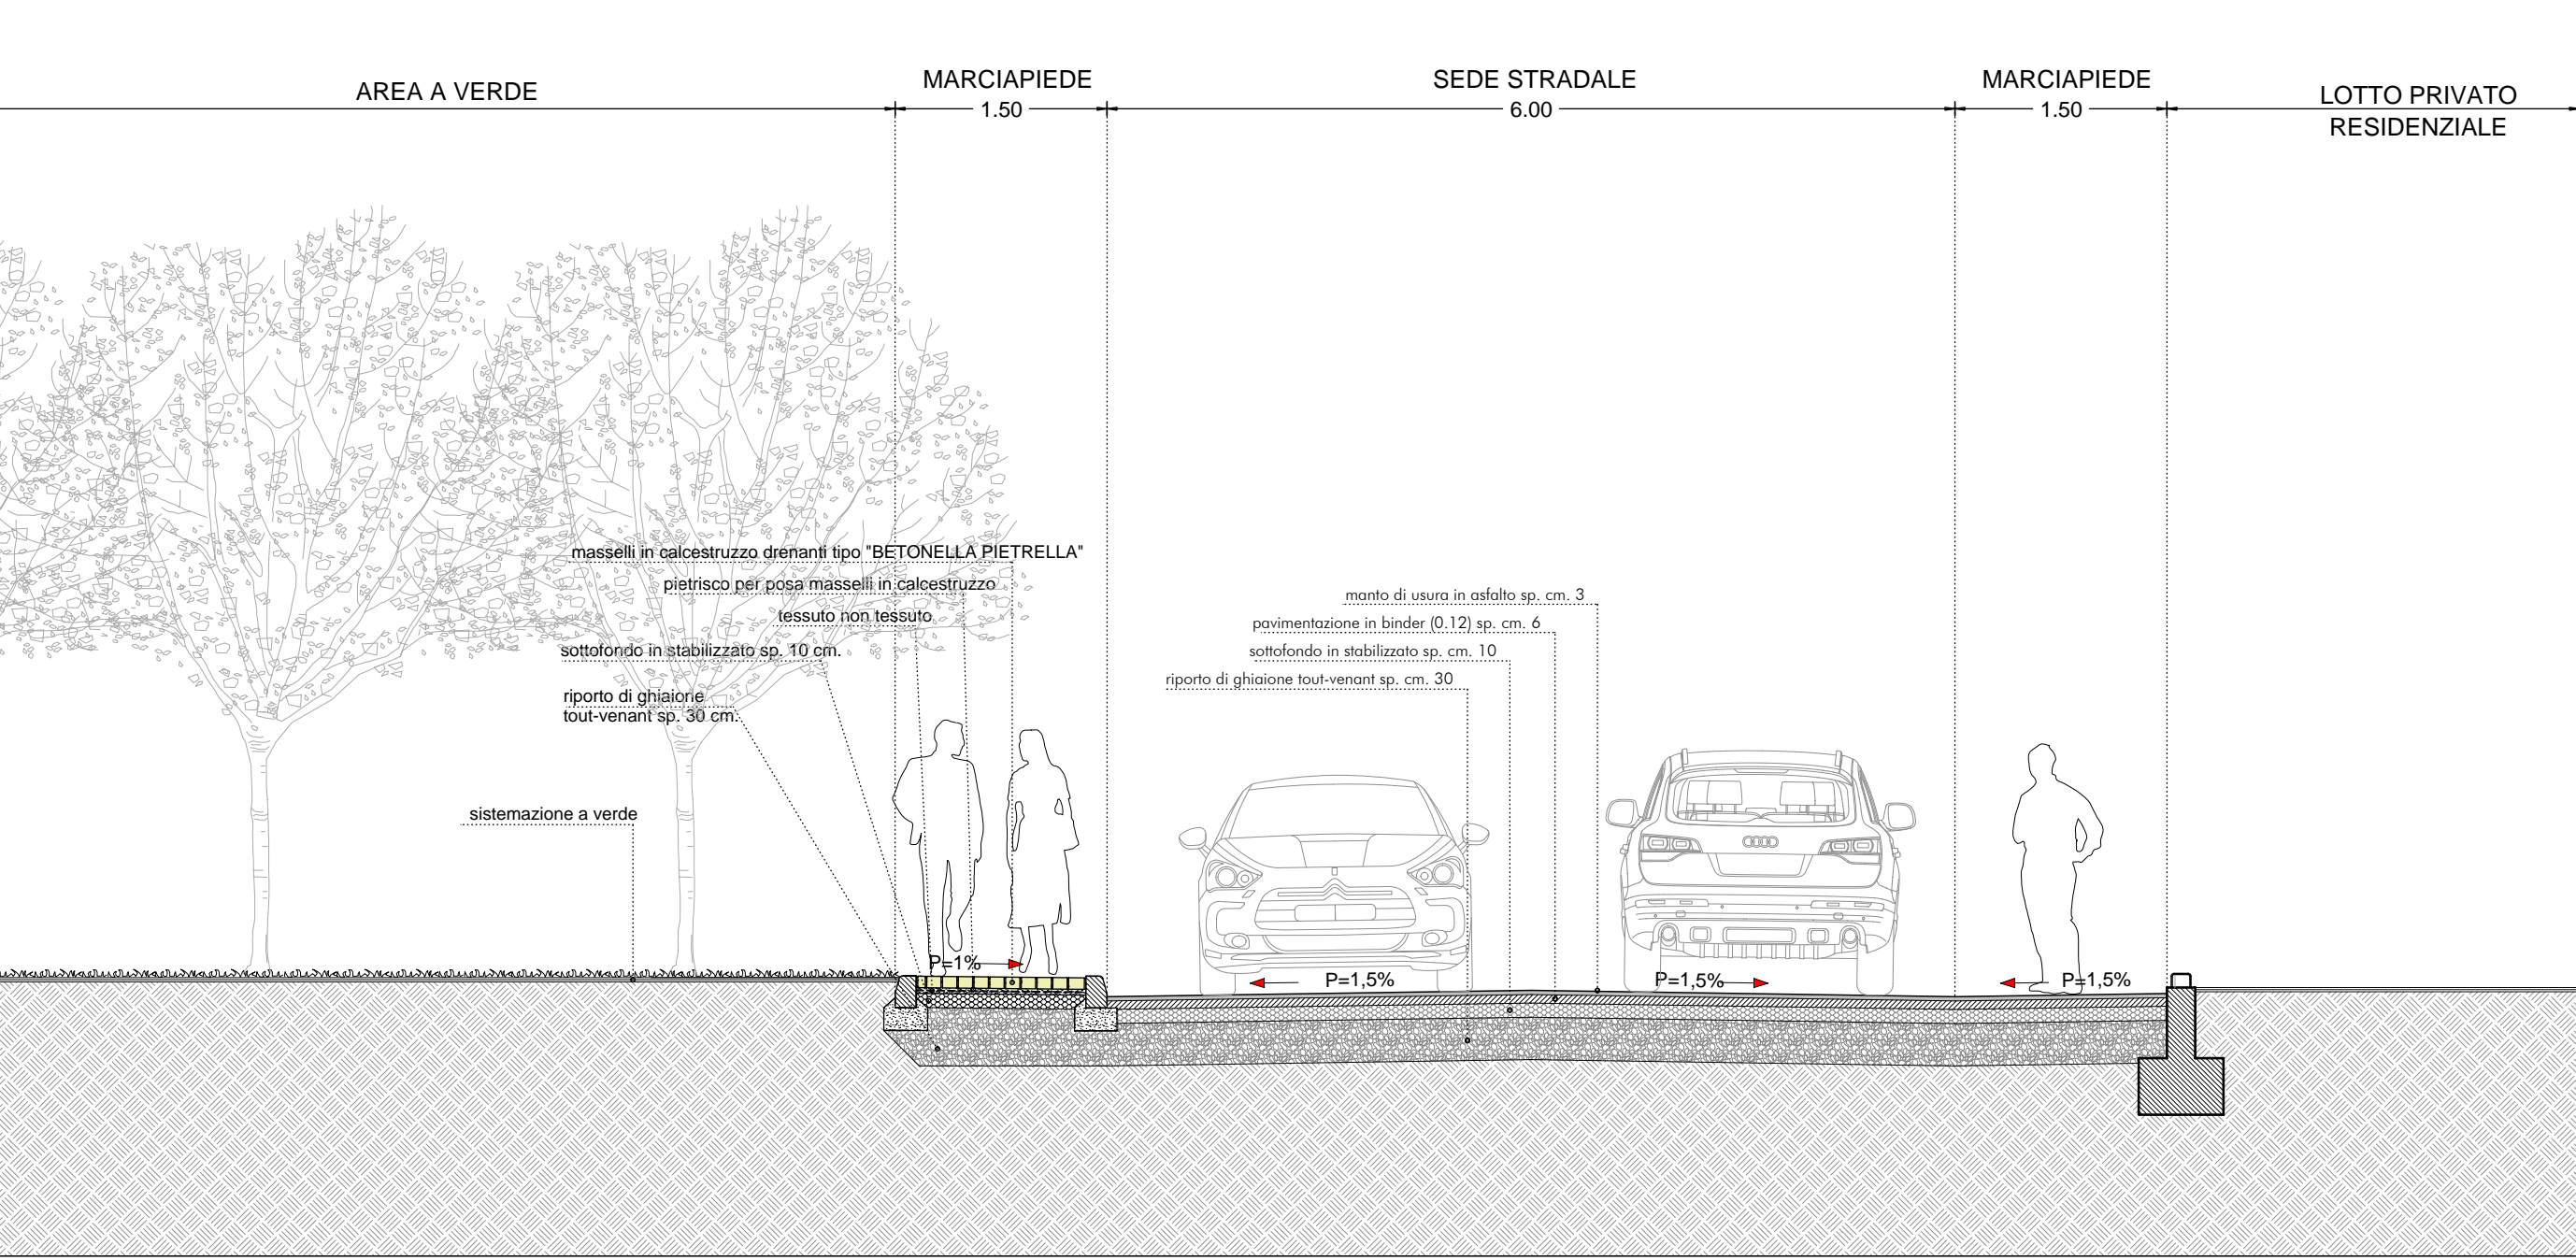 AREA A VERDE
MARCIAPIEDE
1.50
SEDE STRADALE
6.00
MARCIAPIEDE
1.50
LOTTO PRIVATO
RESIDENZIALE
masselli in calcestruzzo drenanti tipo "BETONELLA PIETRELLA"
pietrisco per posa masselli in calcestruzzo
tessuto non tessuto
sottofondo in stabilizzato sp. 10 cm.
riporto di ghiaione
tout-venant sp. 30 cm.
sistemazione a verde
manto di usura in asfalto sp. cm. 3
pavimentazione in binder (0.12) sp. cm. 6
sottofondo in stabilizzato sp. cm. 10
riporto di ghiaione tout-venant sp. cm. 30
P=1%
P=1,5%
P=1,5%
P=1,5%